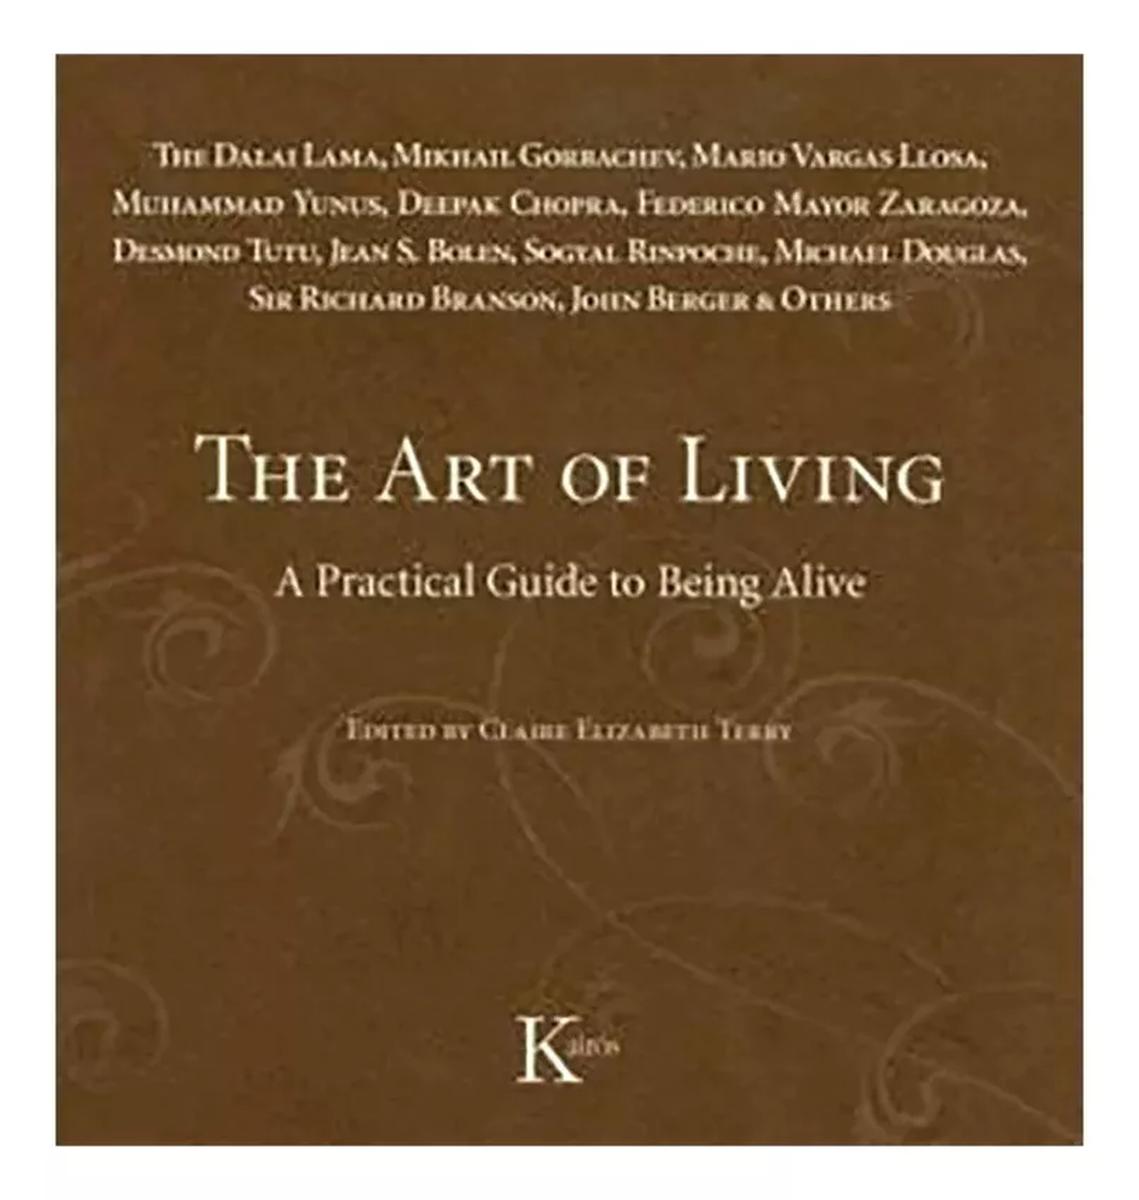 THE DALAI LAMA, MIKHAIL GORBACHEV, MARIO VARGAS LLOSA,
MUHAMMAD YUNUS, DEEPAK CHOPRA, FEDERICO MAYOR ZARAGOZA,
DESMOND TUTU, JEAN S. BOLEN, SOGYAL RINPOCHE, MICHAEL DOUGLAS,
SIR RICHARD BRANSON, JOHN BERGER & OTHERS
THE ART OF LIVING
A Practical Guide to Being Alive
EDITED BY CLAIRE ELIZABETH TERRY
Kairós